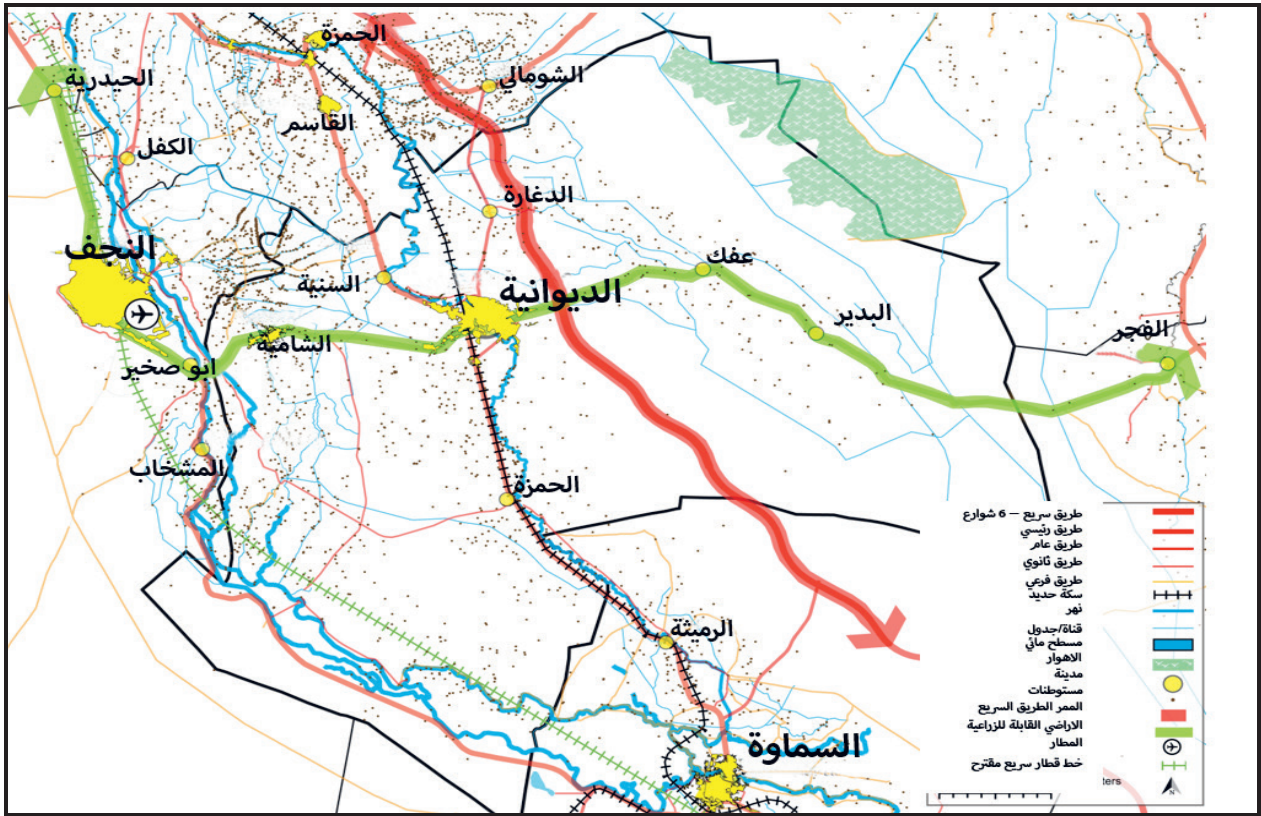 الحمزة
الحيدرية
الشومالي
القاسم
الكفل
الدغارة
النجف
عفك
السنية
الديوانية
البدير
الفجر
الشامية
ابو صخير
المشخاب
الحمزة
الرميثة
السماوة
طريق سريع – 6 شوارع
طريق رئيسي
طريق عام
طريق ثانوي
طريق فرعي
سكة حديد
نهر
قناة/جدول
مسطح مائي
الاهوار
مدينة
مستوطنات
الممر الطريق السريع
الاراضي القابلة للزراعية
المطار
خط قطار سريع مقترح
ters
N